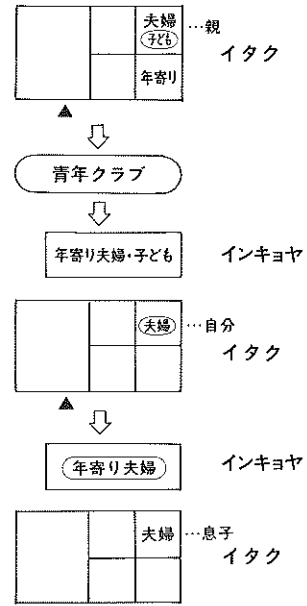 夫婦 …親
子ども
イタク
年寄り
青年クラブ
年寄り夫婦・子ども インキョヤ
夫婦 …自分
イタク
年寄り夫婦 インキョヤ
夫婦 …息子
イタク